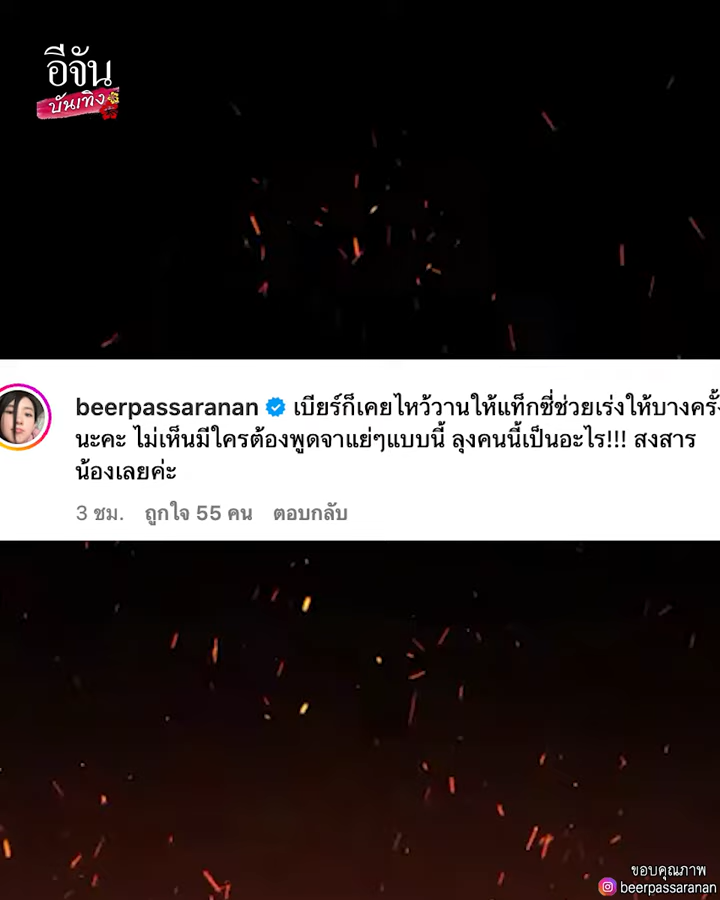 อีจัน
บันเทิง
beerpassaranan เบียร์ก็เคยไหว้วานให้แท็กซี่ช่วยเร่งให้บางครั้ง
นะคะ ไม่เห็นมีใครต้องพูดจาแย่ๆแบบนี้ ลุงคนนี้เป็นอะไร!!! สงสาร
น้องเลยค่ะ
3 ชม. ถูกใจ 55 คน ตอบกลับ
ขอบคุณภาพ
beerpassaranan